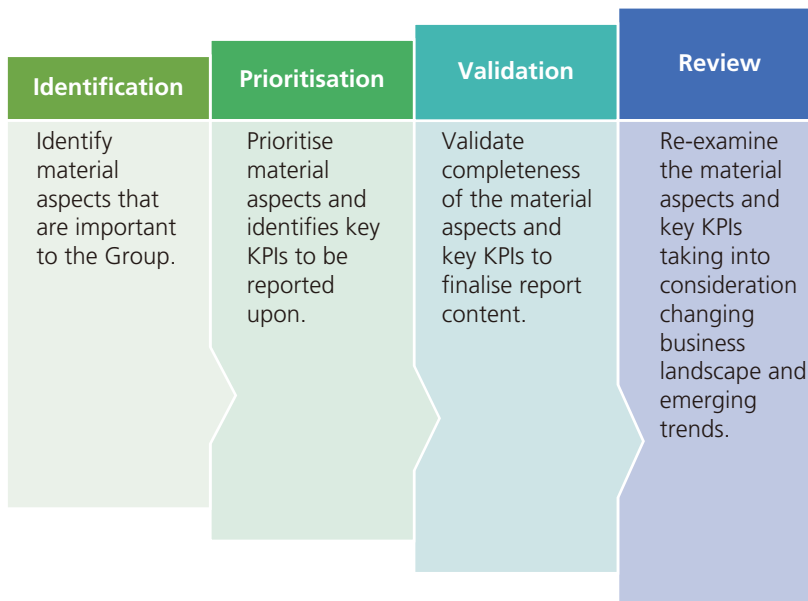 Identification
Identify
material
aspects that
are important
to the Group.
Prioritisation
Prioritise
material
aspects and
identifies key
KPIs to be
reported
upon.
Validation
Validate
completeness
of the material
aspects and
key KPIs to
finalise report
content.
Review
Re-examine
the material
aspects and
key KPIs
taking into
consideration
changing
business
landscape and
emerging
trends.